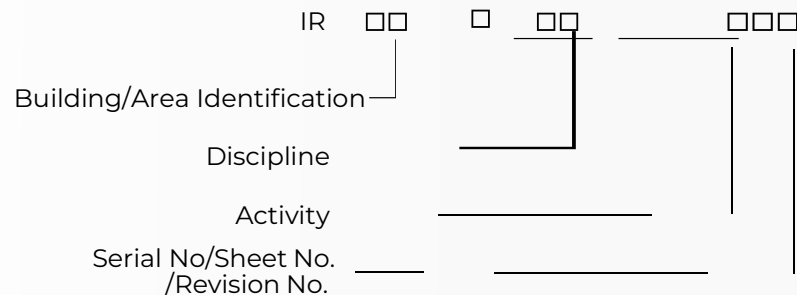 IR □□ □ □□ □□□
Building/Area Identification
Discipline
Activity
Serial No/Sheet No.
/Revision No.